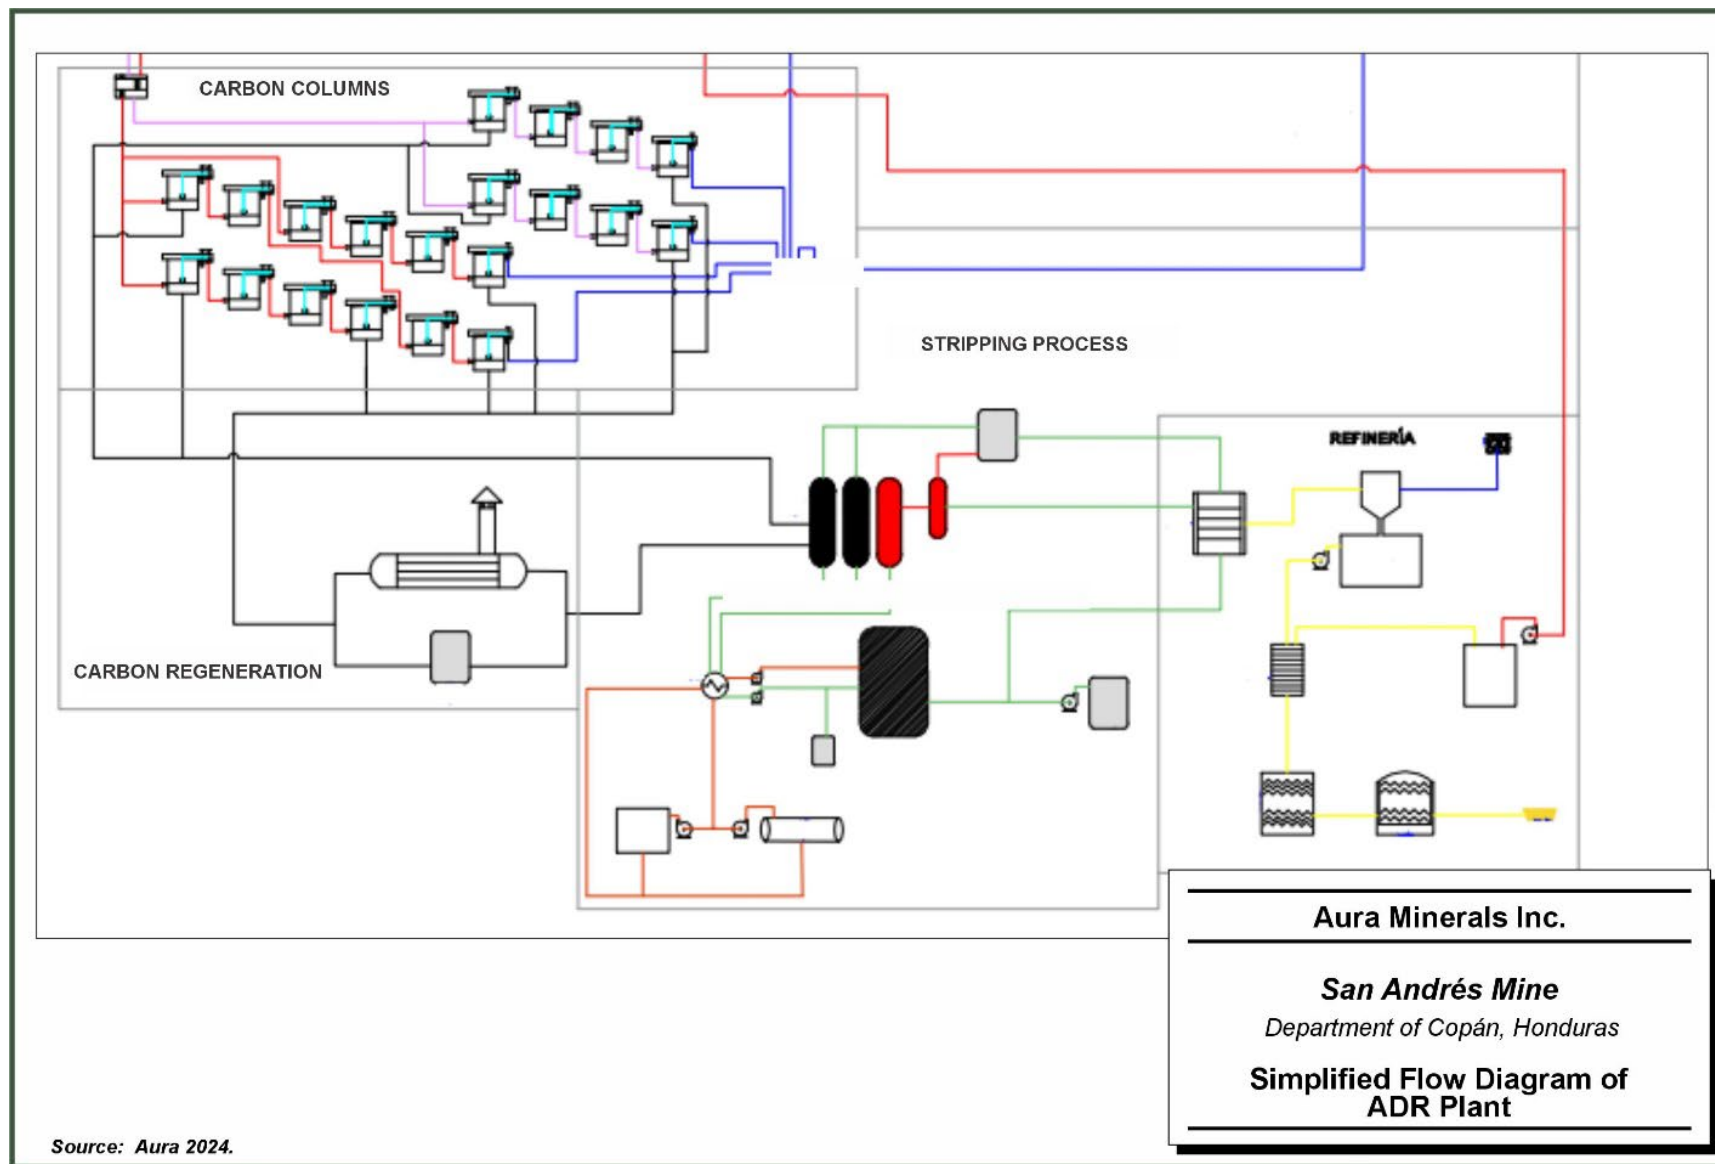 CARBON COLUMNS
STRIPPING PROCESS
REFINERÍA
CARBON REGENERATION
Aura Minerals Inc.
San Andrés Mine
Department of Copán, Honduras
Simplified Flow Diagram of
ADR Plant
Source: Aura 2024.